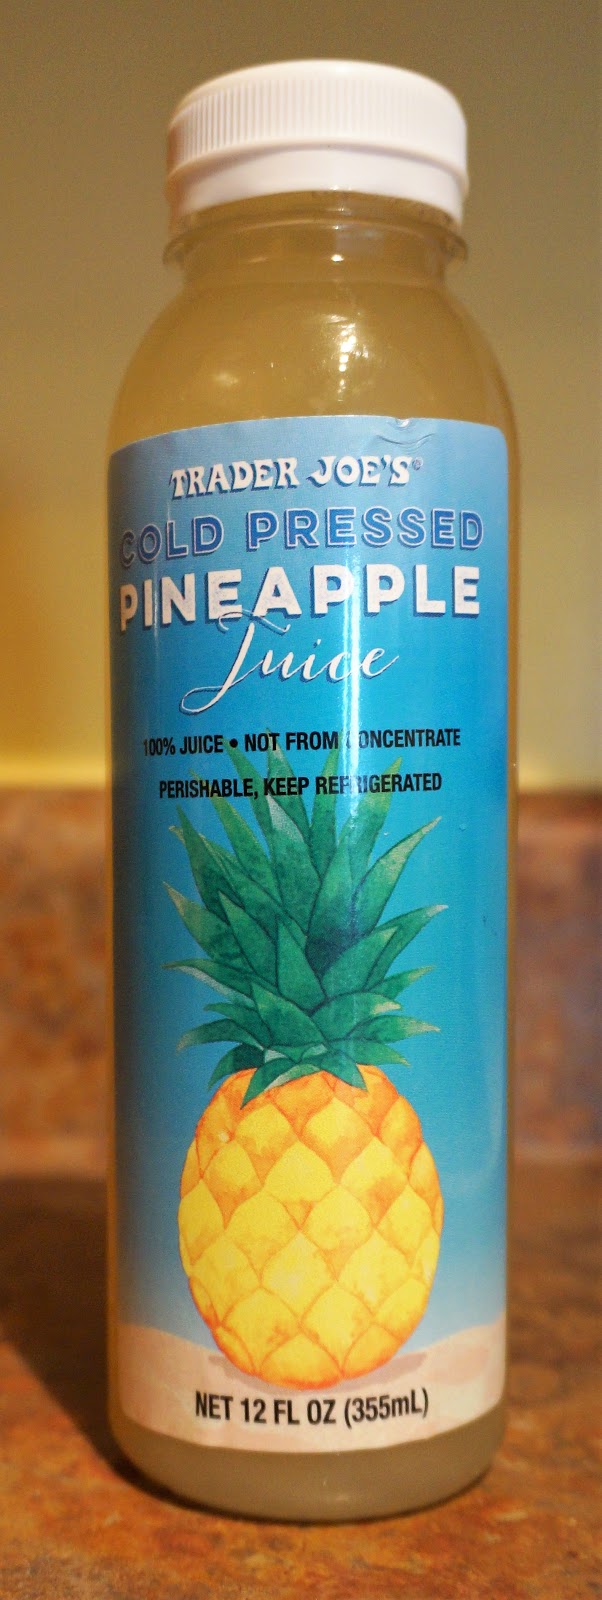 TRADER JOE'S®
COLD PRESSED
PINEAPPLE
Juice
100% JUICE • NOT FROM CONCENTRATE
PERISHABLE, KEEP REFRIGERATED
NET 12 FL OZ (355mL)